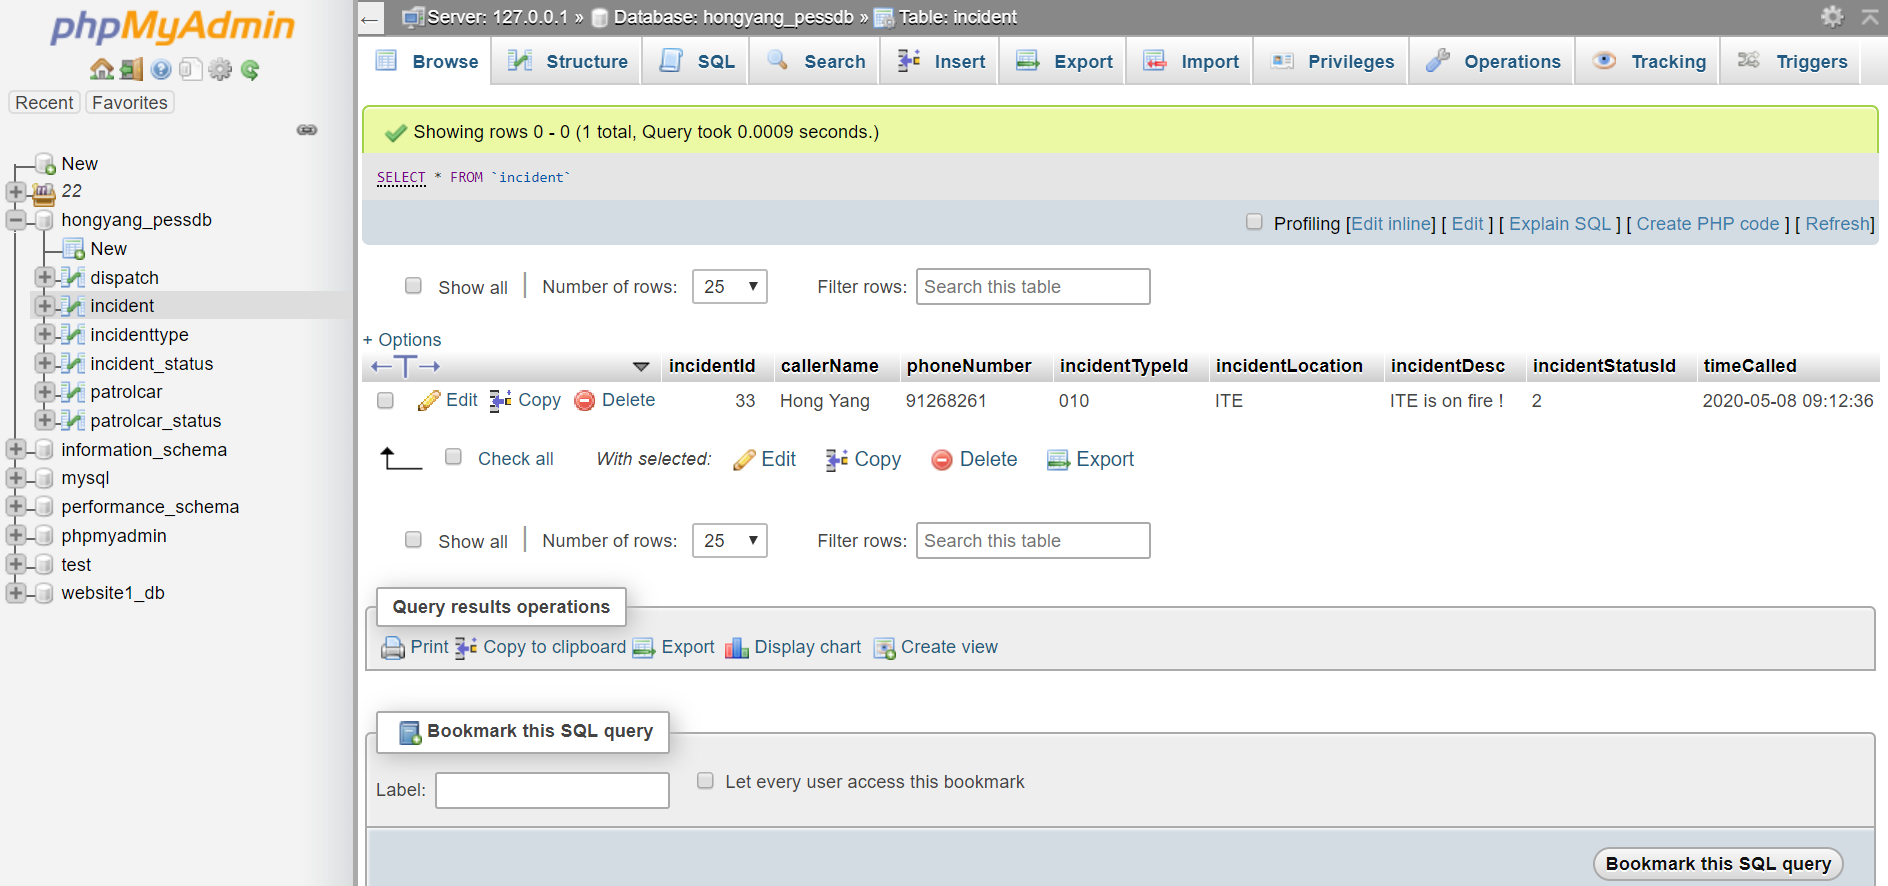 phpMyAdmin
Recent Favorites
New
22
hongyang_pessdb
New
dispatch
incident
incidenttype
incident_status
patrolcar
patrolcar_status
information_schema
mysql
performance_schema
phpmyadmin
test
website1_db
← Server: 127.0.0.1 » Database: hongyang_pessdb » Table: incident
Browse Structure SQL Search Insert Export Import Privileges Operations Tracking Triggers
Showing rows 0 - 0 (1 total, Query took 0.0009 seconds.)
SELECT * FROM `incident`
Profiling [Edit inline] [ Edit ] [ Explain SQL ] [ Create PHP code ] [ Refresh]
Show all | Number of rows: 25 Filter rows: Search this table
+ Options
←T→ incidentId callerName phoneNumber incidentTypeId incidentLocation incidentDesc incidentStatusId timeCalled
Edit Copy Delete 33 Hong Yang 91268261 010 ITE ITE is on fire ! 2 2020-05-08 09:12:36
Check all With selected: Edit Copy Delete Export
Show all | Number of rows: 25 Filter rows: Search this table
Query results operations
Print Copy to clipboard Export Display chart Create view
Bookmark this SQL query
Label: Let every user access this bookmark
Bookmark this SQL query